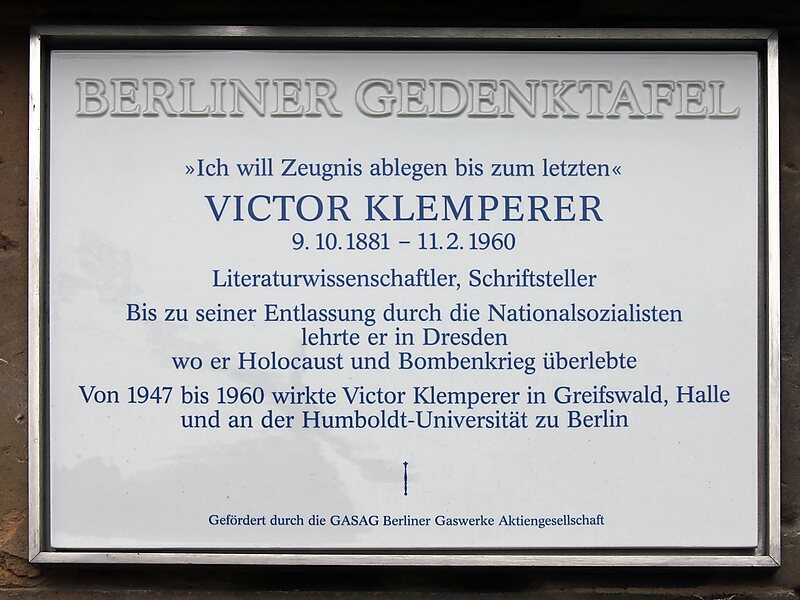 BERLINER GEDENKTAFEL
»Ich will Zeugnis ablegen bis zum letzten«
VICTOR KLEMPERER
9. 10. 1881 – 11. 2. 1960
Literaturwissenschaftler, Schriftsteller
Bis zu seiner Entlassung durch die Nationalsozialisten
lehrte er in Dresden
wo er Holocaust und Bombenkrieg überlebte
Von 1947 bis 1960 wirkte Victor Klemperer in Greifswald, Halle
und an der Humboldt-Universität zu Berlin
Gefördert durch die GASAG Berliner Gaswerke Aktiengesellschaft